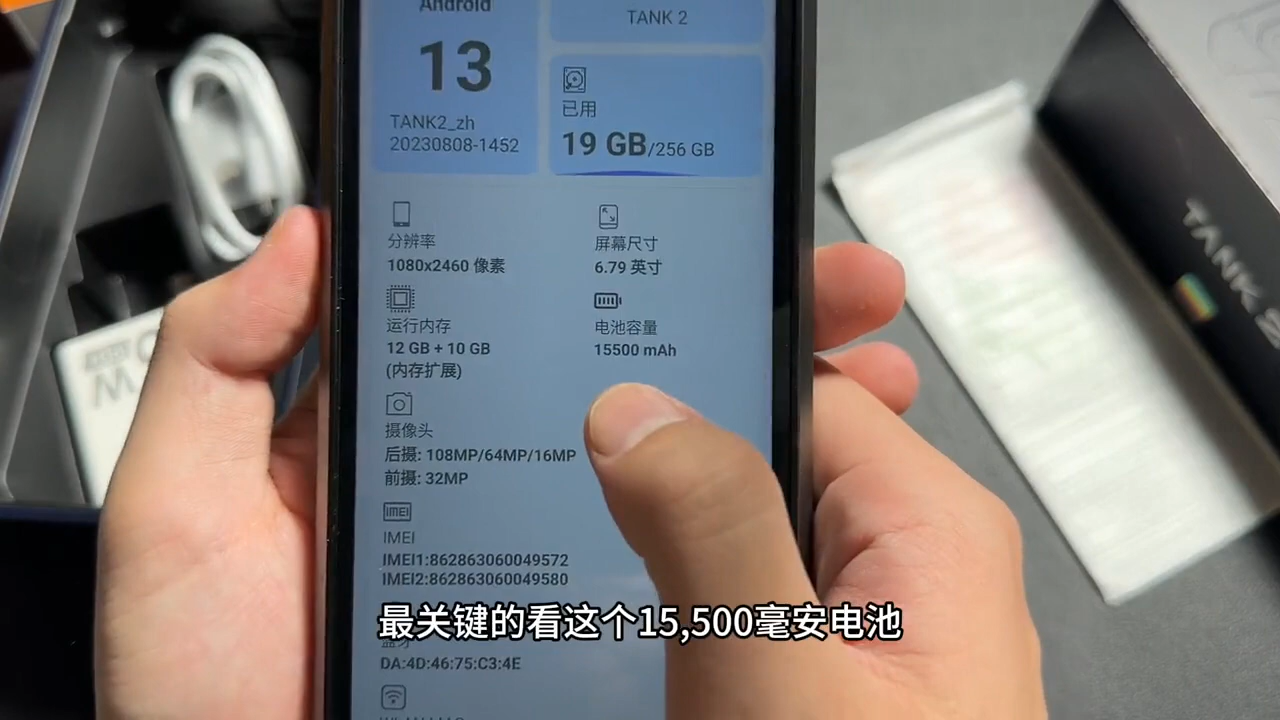 Android
13
TANK2_zh
20230808-1452
TANK 2
已用
19 GB/256 GB
分辨率
1080x2460 像素
屏幕尺寸
6.79 英寸
运行内存
12 GB + 10 GB
(内存扩展)
电池容量
15500 mAh
摄像头
后摄: 108MP/64MP/16MP
前摄: 32MP
IMEI
IMEI
IMEI1:862863060049572
IMEI2:862863060049580
最关键的看这个15,500毫安电池
蓝牙
DA:4D:46:75:C3:4E
TANK 2
W